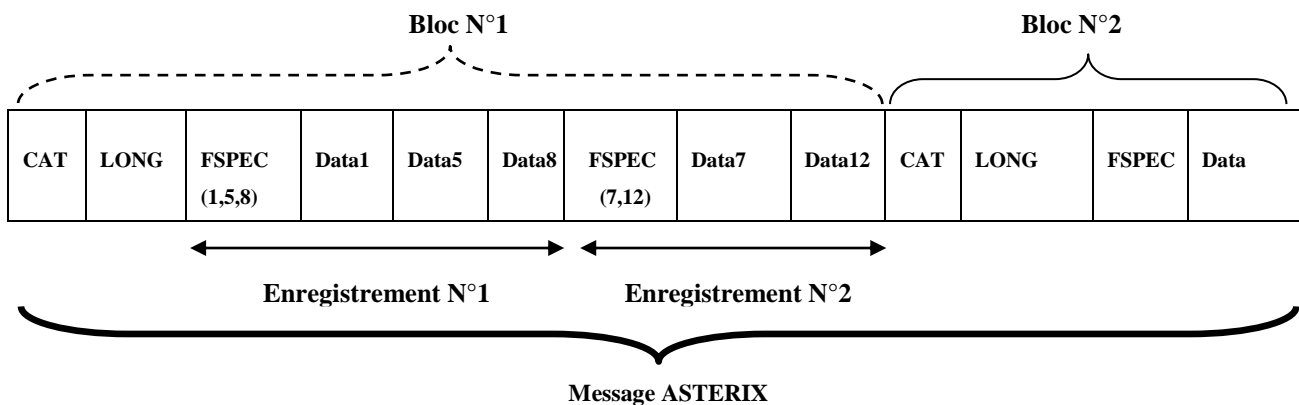 Bloc N°1 Bloc N°2
CAT LONG FSPEC Data1 Data5 Data8 FSPEC Data7 Data12 CAT LONG FSPEC Data
(1,5,8) (7,12)
Enregistrement N°1 Enregistrement N°2
Message ASTERIX